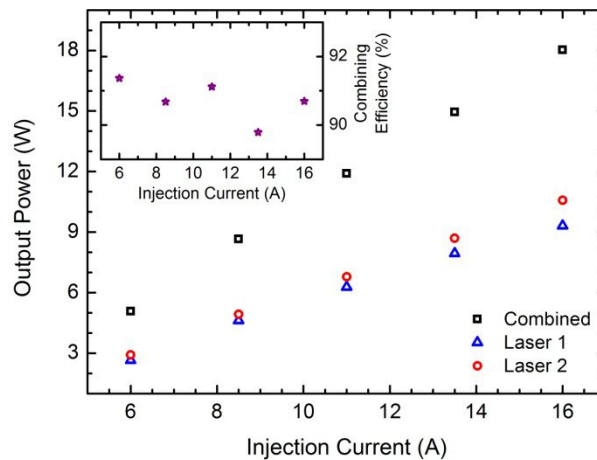 18
15
12
9
6
3
Output Power (W)
6
8
10
12
14
16
Injection Current (A)
92
90
Combining
Efficiency (%)
6
8
10
12
14
16
Injection Current (A)
Combined
Laser 1
Laser 2